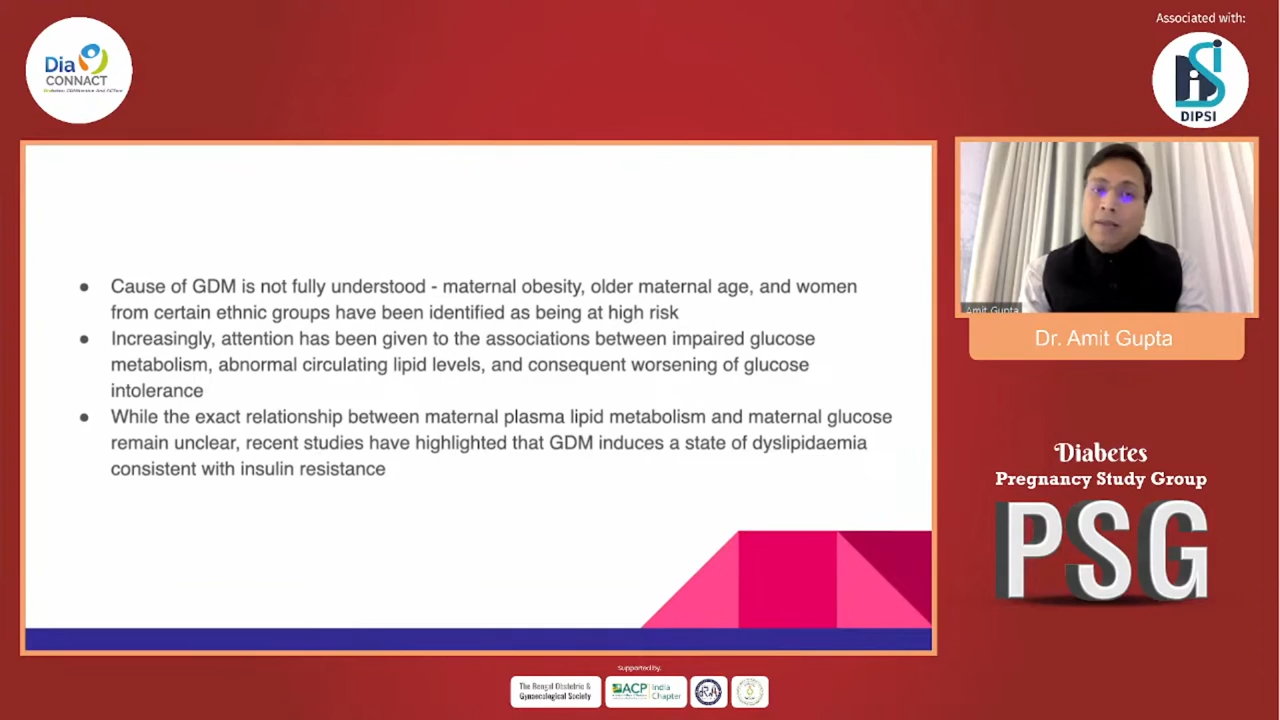 Associated with:
Dia
CONNACT
DIPSI
● Cause of GDM is not fully understood - maternal obesity, older maternal age, and women
from certain ethnic groups have been identified as being at high risk
● Increasingly, attention has been given to the associations between impaired glucose
metabolism, abnormal circulating lipid levels, and consequent worsening of glucose
intolerance
● While the exact relationship between maternal plasma lipid metabolism and maternal glucose
remain unclear, recent studies have highlighted that GDM induces a state of dyslipidaemia
consistent with insulin resistance
Amit Gupta
Dr. Amit Gupta
Diabetes
Pregnancy Study Group
PSG
Supported by:
The Bengal Obstetric &
Gynaecological Society
ACP India
Chapter